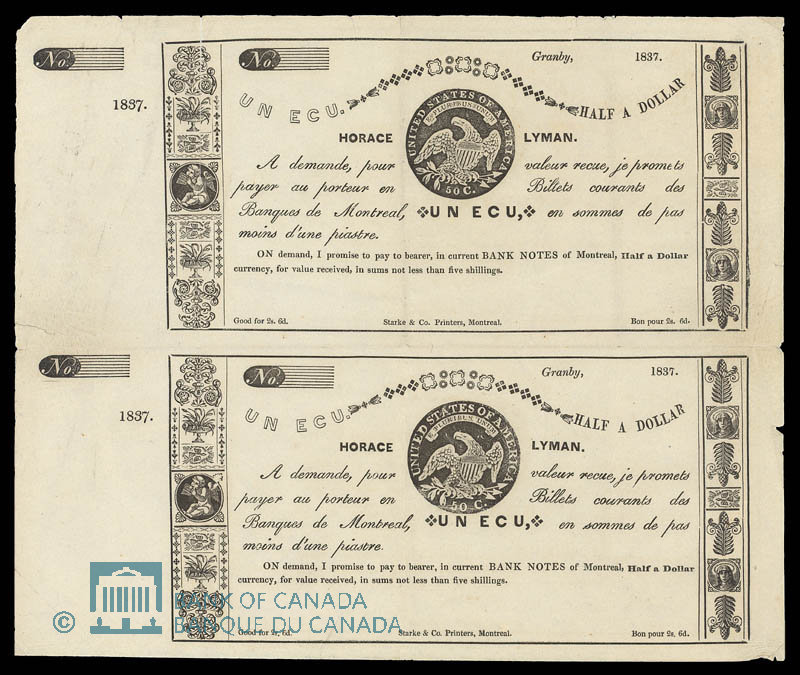 No.
1837.
No.
Granby, 1837.
UN ECU.
HALF A DOLLAR
UNITED STATES OF AMERICA
E PLURIBUS UNUM
50 C.
HORACE LYMAN.
A demande, pour valeur recue, je promets
payer au porteur en Billets courants des
Banques de Montreal, UN ECU, en sommes de pas
moins d'une piastre.
ON demand, I promise to pay to bearer, in current BANK NOTES of Montreal, Half a Dollar
currency, for value received, in sums not less than five shillings.
Good for 2s. 6d. Starke & Co. Printers, Montreal. Bon pour 2s. 6d.
No.
1837.
No.
Granby, 1837.
UN ECU.
HALF A DOLLAR
UNITED STATES OF AMERICA
E PLURIBUS UNUM
50 C.
HORACE LYMAN.
A demande, pour valeur recue, je promets
payer au porteur en Billets courants des
Banques de Montreal, UN ECU, en sommes de pas
moins d'une piastre.
ON demand, I promise to pay to bearer, in current BANK NOTES of Montreal, Half a Dollar
currency, for value received, in sums not less than five shillings.
Good for 2s. 6d. Starke & Co. Printers, Montreal. Bon pour 2s. 6d.
© BANK OF CANADA
BANQUE DU CANADA